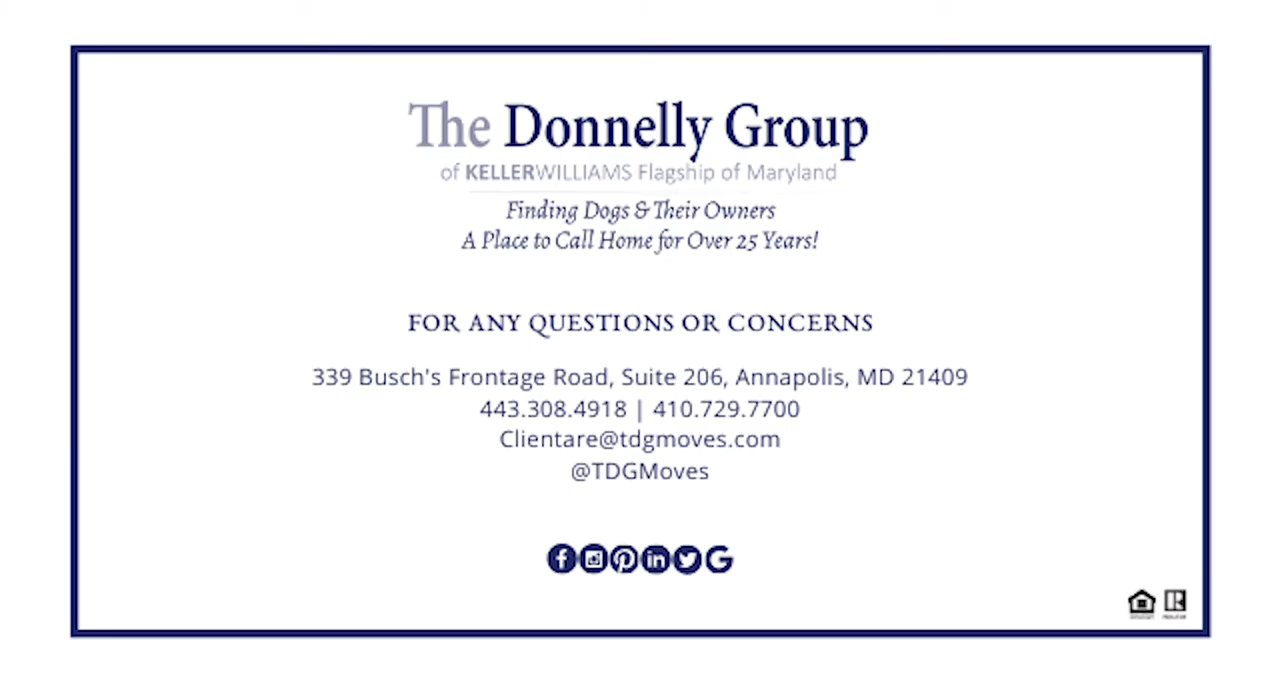 The Donnelly Group
of KELLERWILLIAMS Flagship of Maryland
Finding Dogs & Their Owners
A Place to Call Home for Over 25 Years!
FOR ANY QUESTIONS OR CONCERNS
339 Busch's Frontage Road, Suite 206, Annapolis, MD 21409
443.308.4918 | 410.729.7700
Clientare@tdgmoves.com
@TDGMoves